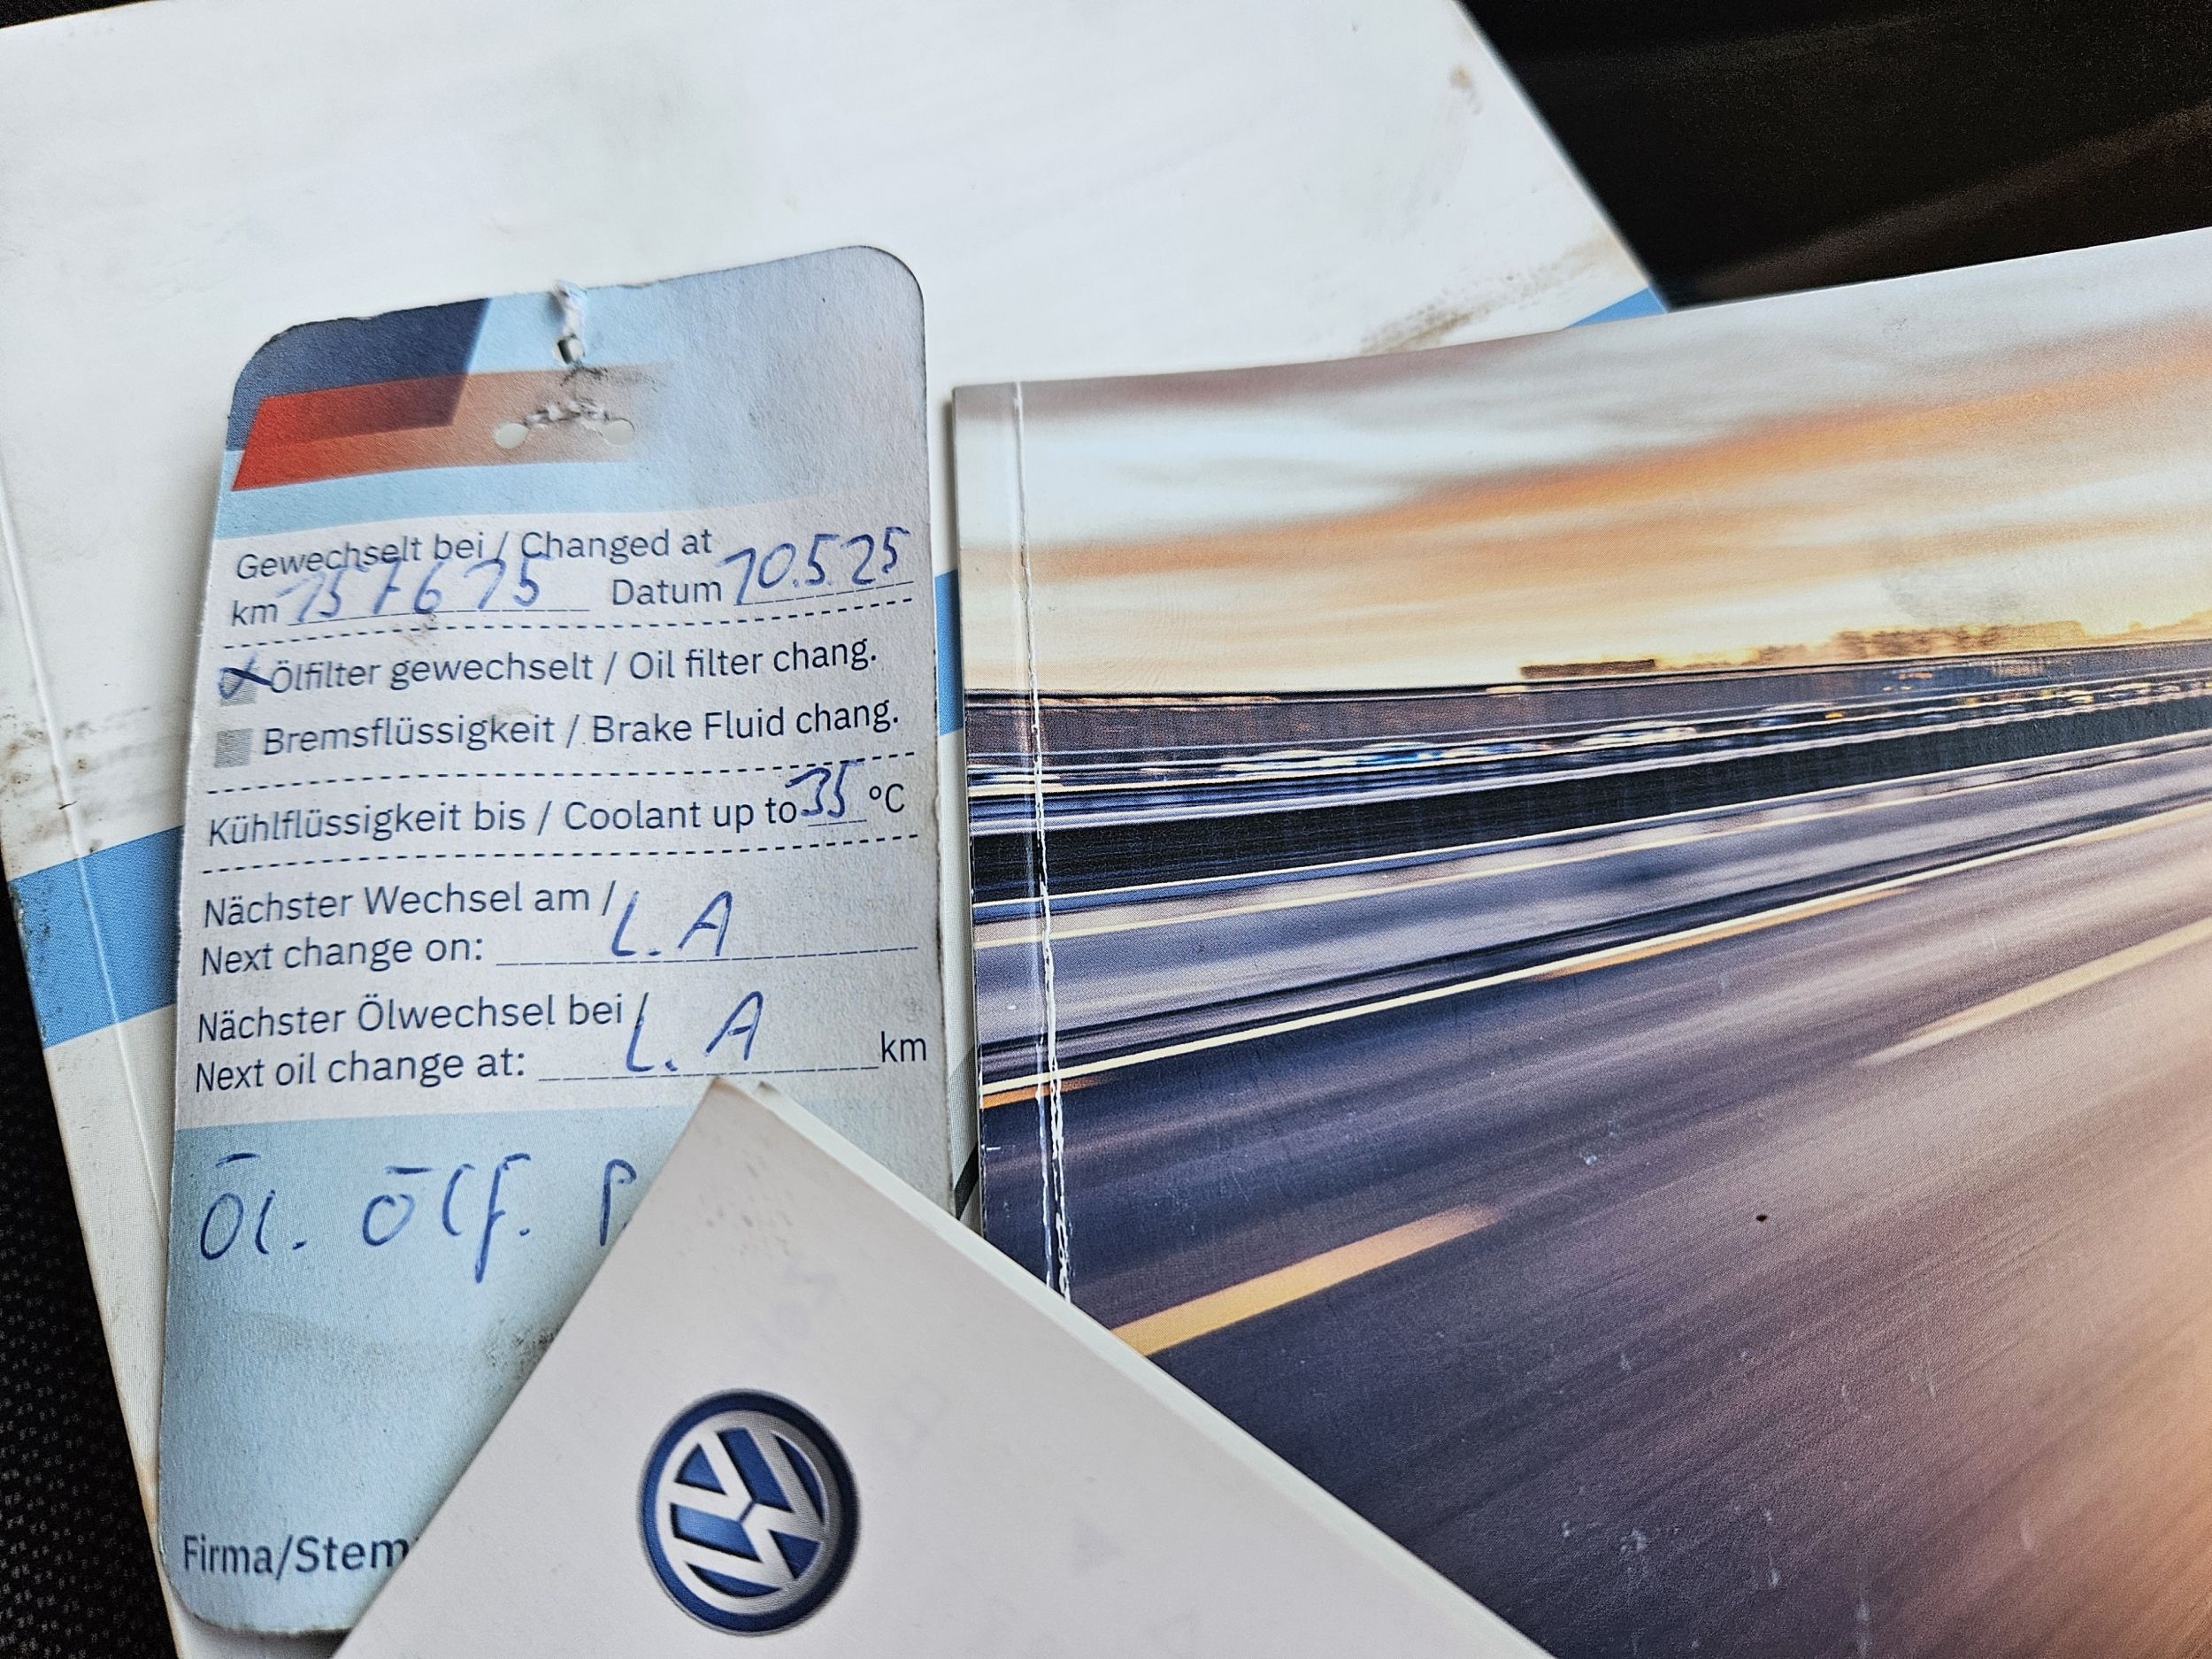 Gewechselt bei / Changed at
km 157615 Datum 10.5.25
Ölfilter gewechselt / Oil filter chang.
Bremsflüssigkeit / Brake Fluid chang.
Kühlflüssigkeit bis / Coolant up to 35 °C
Nächster Wechsel am /
Next change on: L.A
Nächster Ölwechsel bei /
Next oil change at: L.A km
Öl. Ölf.
Firma/Stem